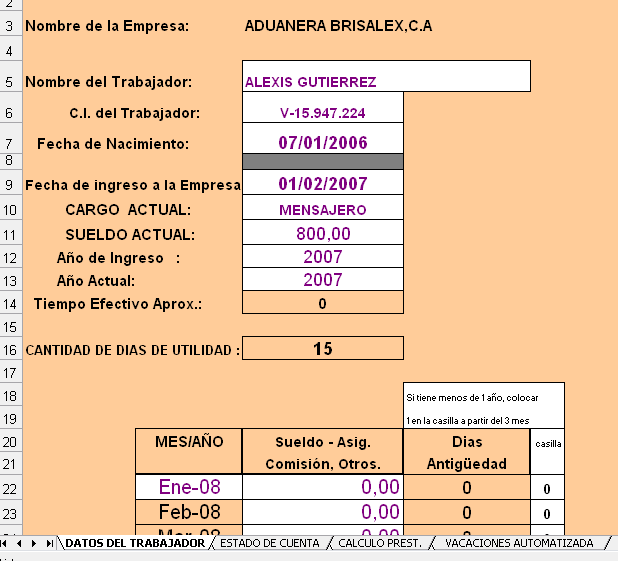 2
3 Nombre de la Empresa: ADUANERA BRISALEX,C.A
4
5 Nombre del Trabajador: ALEXIS GUTIERREZ
6 C.I. del Trabajador: V-15.947.224
7 Fecha de Nacimiento: 07/01/2006
8
9 Fecha de ingreso a la Empresa 01/02/2007
10 CARGO ACTUAL: MENSAJERO
11 SUELDO ACTUAL: 800,00
12 Año de Ingreso : 2007
13 Año Actual: 2007
14 Tiempo Efectivo Aprox.: 0
15
16 CANTIDAD DE DIAS DE UTILIDAD : 15
17
18 Si tiene menos de 1 año, colocar
19 1 en la casilla a partir del 3 mes
20 MES/AÑO Sueldo - Asig. Dias casilla
21 Comisión, Otros. Antigüedad
22 Ene-08 0,00 0 0
23 Feb-08 0,00 0 0
24 Mar-08 0,00 0 0
DATOS DEL TRABAJADOR ESTADO DE CUENTA CALCULO PREST. VACACIONES AUTOMATIZADA